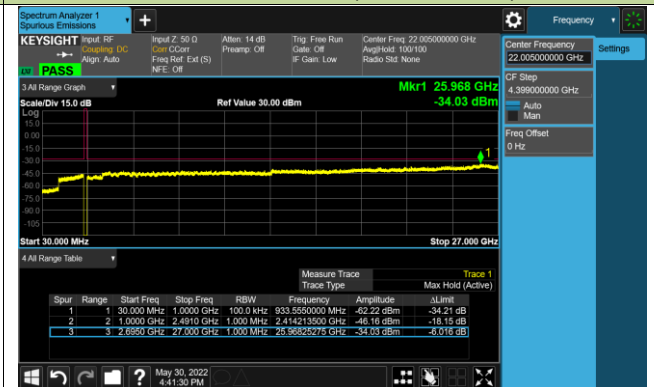 Spectrum Analyzer 1
Spurious Emissions
Frequency
KEYSIGHT Input: RF Input Z: 50 Ω Atten: 14 dB Trig: Free Run Center Freq: 22.005000000 GHz
Coupling: DC Corr CCorr Preamp: Off Gate: Off Avg|Hold: 100/100
Align: Auto Freq Ref: Ext (S) IF Gain: Low Radio Std: None
NFE: Off
PASS
Center Frequency
22.005000000 GHz
Settings
CF Step
4.399000000 GHz
Auto
Man
Freq Offset
0 Hz
3 All Range Graph
Mkr1 25.968 GHz
Scale/Div 15.0 dB Ref Value 30.00 dBm -34.03 dBm
Log
15.0
0.00
-15.0
-30.0
-45.0
-60.0
-75.0
-90.0
-105
1
Start 30.000 MHz Stop 27.000 GHz
4 All Range Table
Measure Trace Trace 1
Trace Type Max Hold (Active)
Spur Range Start Freq Stop Freq RBW Frequency Amplitude ΔLimit
1 1 30.000 MHz 1.0000 GHz 100.0 kHz 933.5550000 MHz -62.22 dBm -34.21 dB
2 2 1.0000 GHz 2.4910 GHz 1.000 MHz 2.414213500 GHz -46.16 dBm -18.15 dB
3 3 2.6950 GHz 27.000 GHz 1.000 MHz 25.96825275 GHz -34.03 dBm -6.016 dB
May 30, 2022
4:41:30 PM